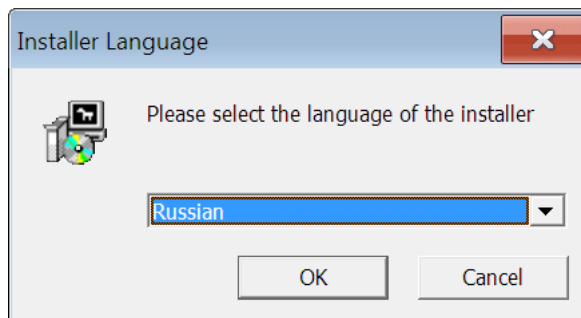 Installer Language
Please select the language of the installer
Russian
OK
Cancel